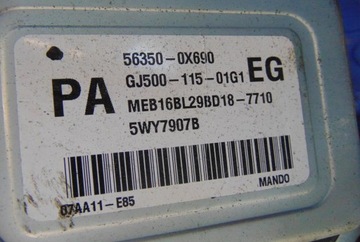 56350-0X690
PA GJ500-115-01G1 EG
MEB16BL29BD18-7710
5WY7907B
MANDO
07AA11-E85